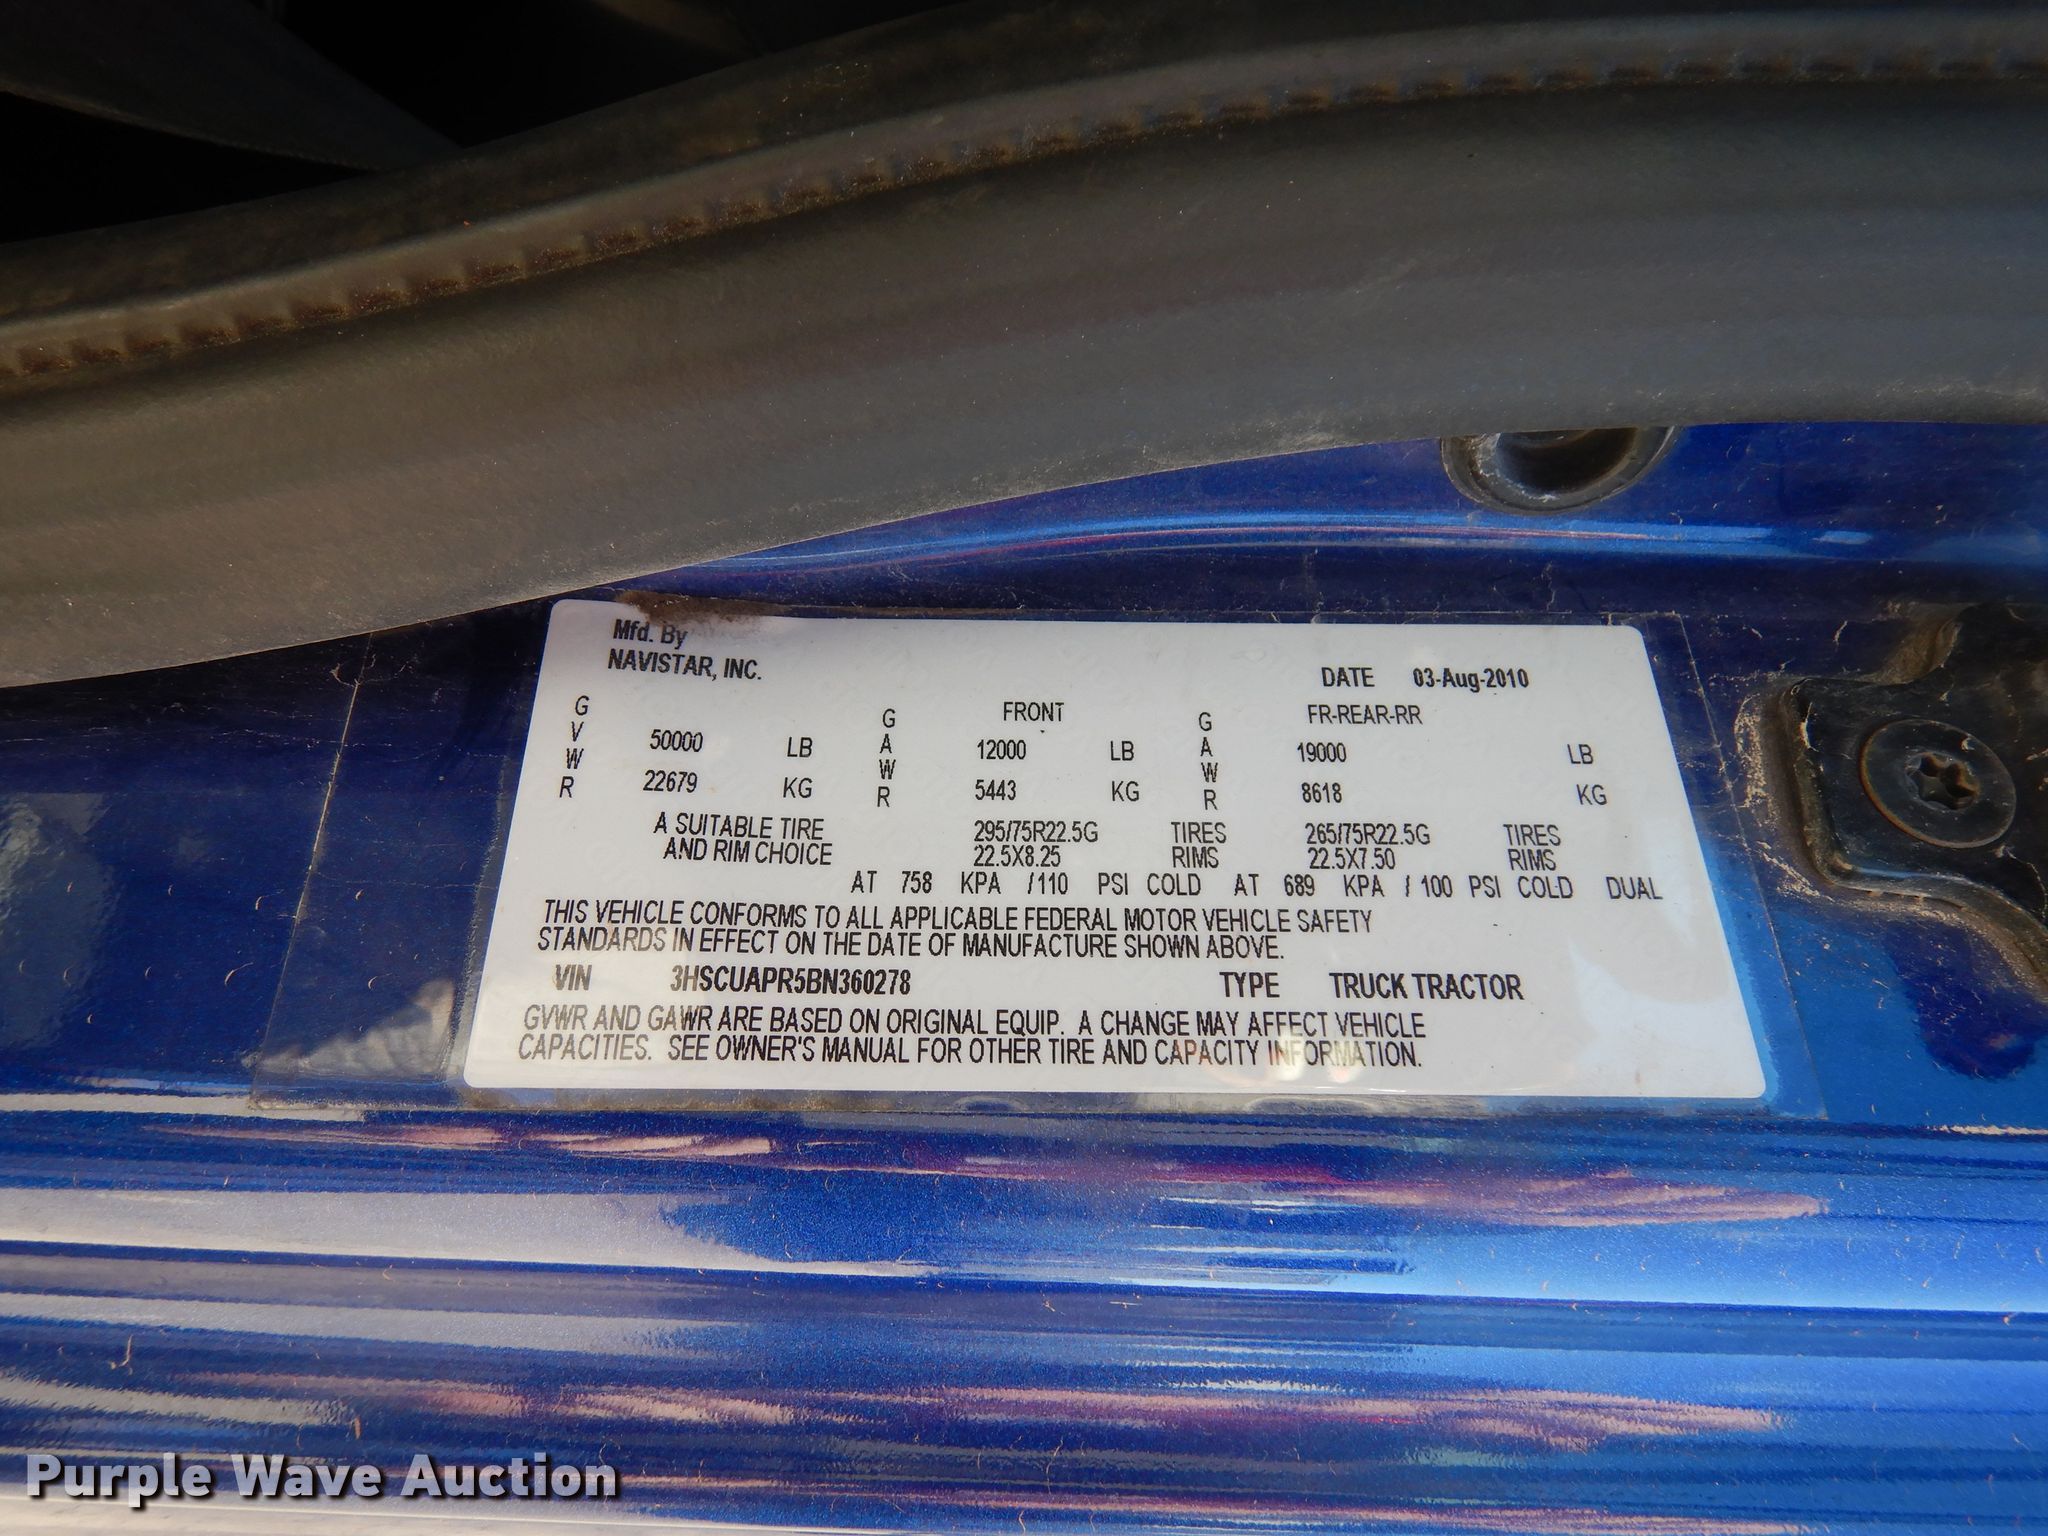 Mfd. By
NAVISTAR, INC.
DATE 03-Aug-2010
GVWR 50000 LB 22679 KG
GAWR FRONT 12000 LB 5443 KG
GAWR FR-REAR-RR 19000 LB 8618 KG
A SUITABLE TIRE 295/75R22.5G TIRES 265/75R22.5G TIRES
AND RIM CHOICE 22.5X8.25 RIMS 22.5X7.50 RIMS
AT 758 KPA /110 PSI COLD AT 689 KPA / 100 PSI COLD DUAL
THIS VEHICLE CONFORMS TO ALL APPLICABLE FEDERAL MOTOR VEHICLE SAFETY
STANDARDS IN EFFECT ON THE DATE OF MANUFACTURE SHOWN ABOVE.
VIN 3HSCUAPR5BN360278 TYPE TRUCK TRACTOR
GVWR AND GAWR ARE BASED ON ORIGINAL EQUIP. A CHANGE MAY AFFECT VEHICLE
CAPACITIES. SEE OWNER'S MANUAL FOR OTHER TIRE AND CAPACITY INFORMATION.
Purple Wave Auction